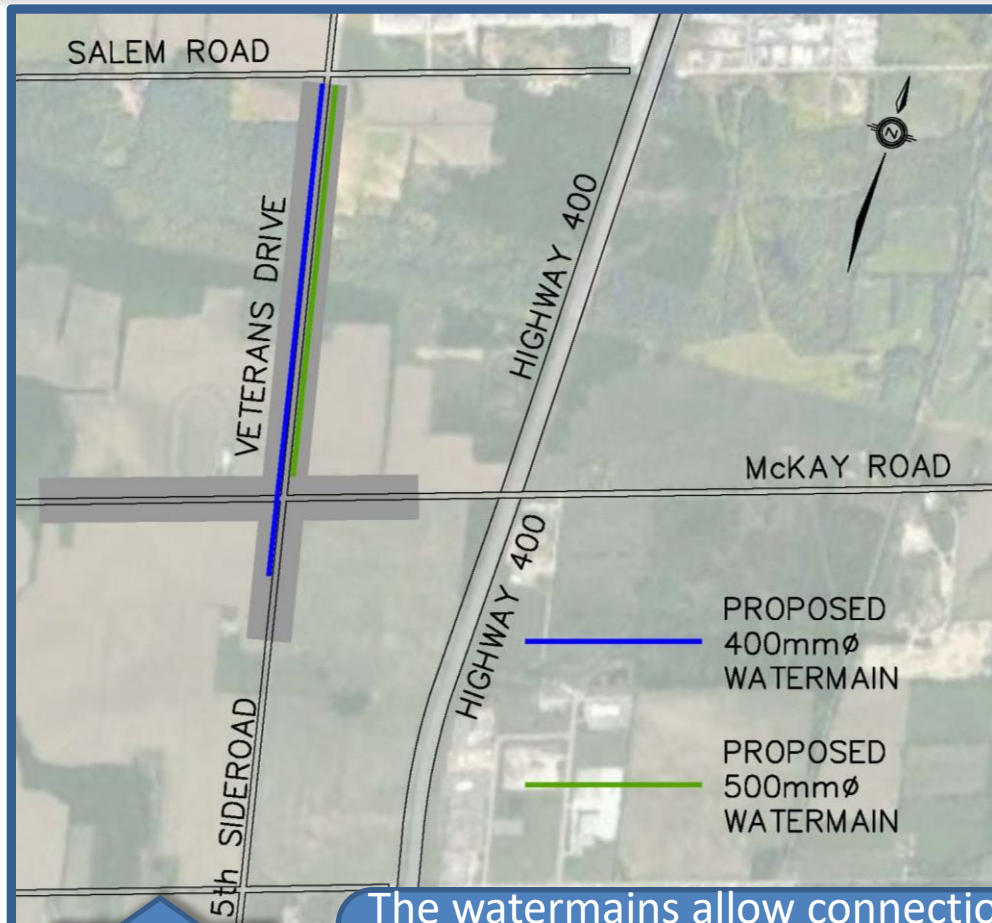 SALEM ROAD
VETERANS DRIVE
HIGHWAY 400
N
McKAY ROAD
HIGHWAY 400
PROPOSED
400mmø
WATERMAIN
PROPOSED
500mmø
WATERMAIN
5th SIDEROAD
The watermains allow connectio